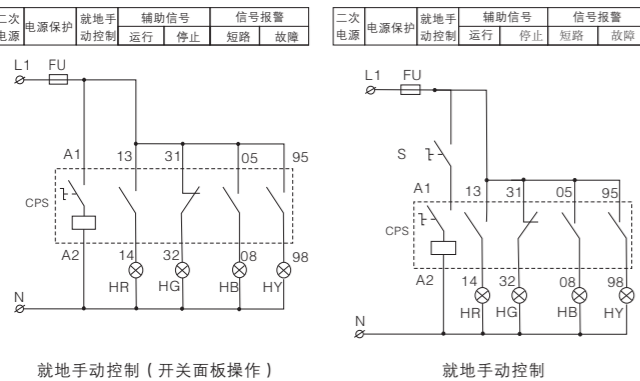 二次 电源 电源保护 就地手 动控制 辅助信号 信号报警
运行 停止 短路 故障
L1 FU
A1 13 31 05 95
CPS
A2 14 32 08 98
HR HG HB HY
N
就地手动控制(开关面板操作)
二次 电源 电源保护 就地手 动控制 辅助信号 信号报警
运行 停止 短路 故障
L1 FU
S
A1 13 31 05 95
CPS
A2 14 32 08 98
HR HG HB HY
N
就地手动控制